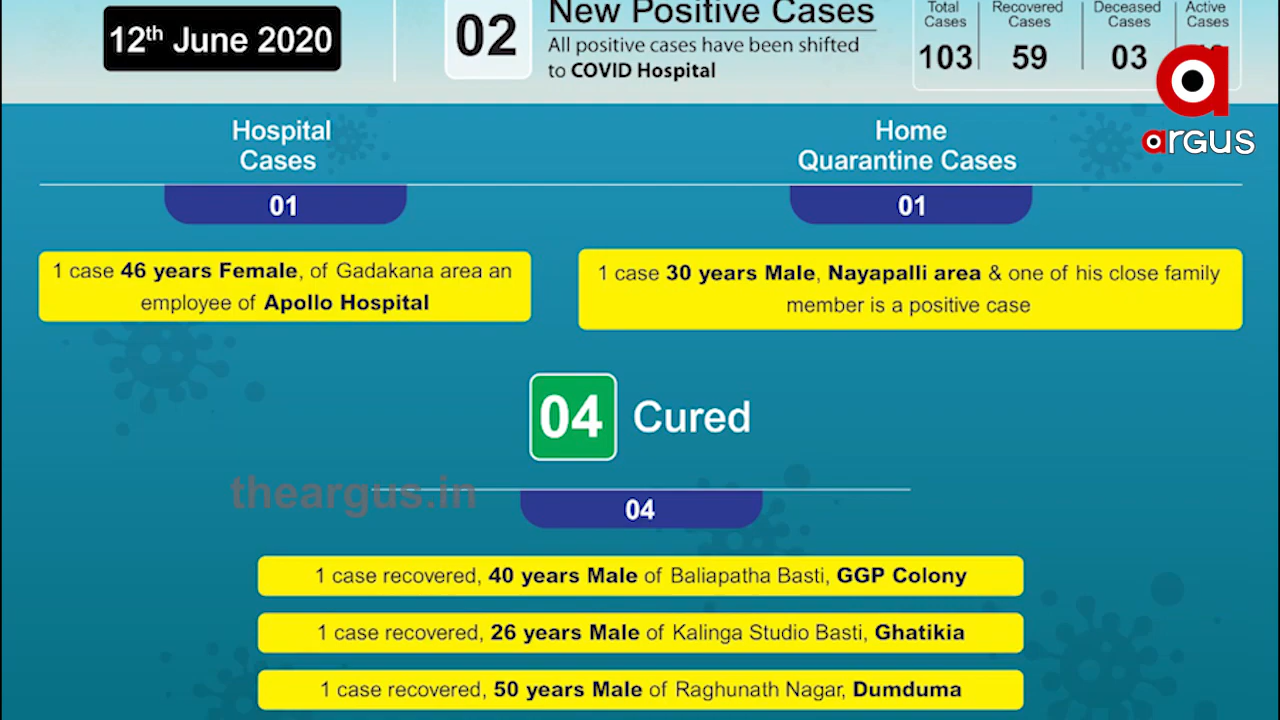 12th June 2020
02
New Positive Cases
All positive cases have been shifted
to COVID Hospital
Total
Cases
103
Recovered
Cases
59
Deceased
Cases
03
Active
Cases
argus
Hospital
Cases
01
1 case 46 years Female, of Gadakana area an
employee of Apollo Hospital
Home
Quarantine Cases
01
1 case 30 years Male, Nayapalli area & one of his close family
member is a positive case
04 Cured
theargus.in
04
1 case recovered, 40 years Male of Baliapatha Basti, GGP Colony
1 case recovered, 26 years Male of Kalinga Studio Basti, Ghatikia
1 case recovered, 50 years Male of Raghunath Nagar, Dumduma